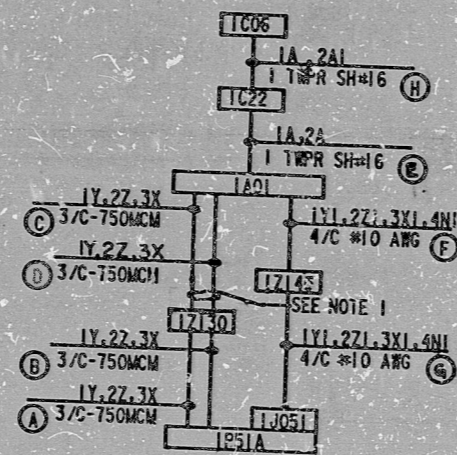 1C06
1A, 2A1
1 TWPR SH#16 H
1C22
1A, 2A
1 TWPR SH#16 E
1A01
1Y, 2Z, 3X
C 3/C-750MCM
1Y1, 2Z1, 3X1, 4N1
4/C #10 AWG F
1Y, 2Z, 3X
D 3/C-750MCM
1Z143
SEE NOTE 1
1Z130
1Y, 2Z, 3X
B 3/C-750MCM
1Y1, 2Z1, 3X1, 4N1
4/C #10 AWG G
1Y, 2Z, 3X
A 3/C-750MCM
1J051
1P51A